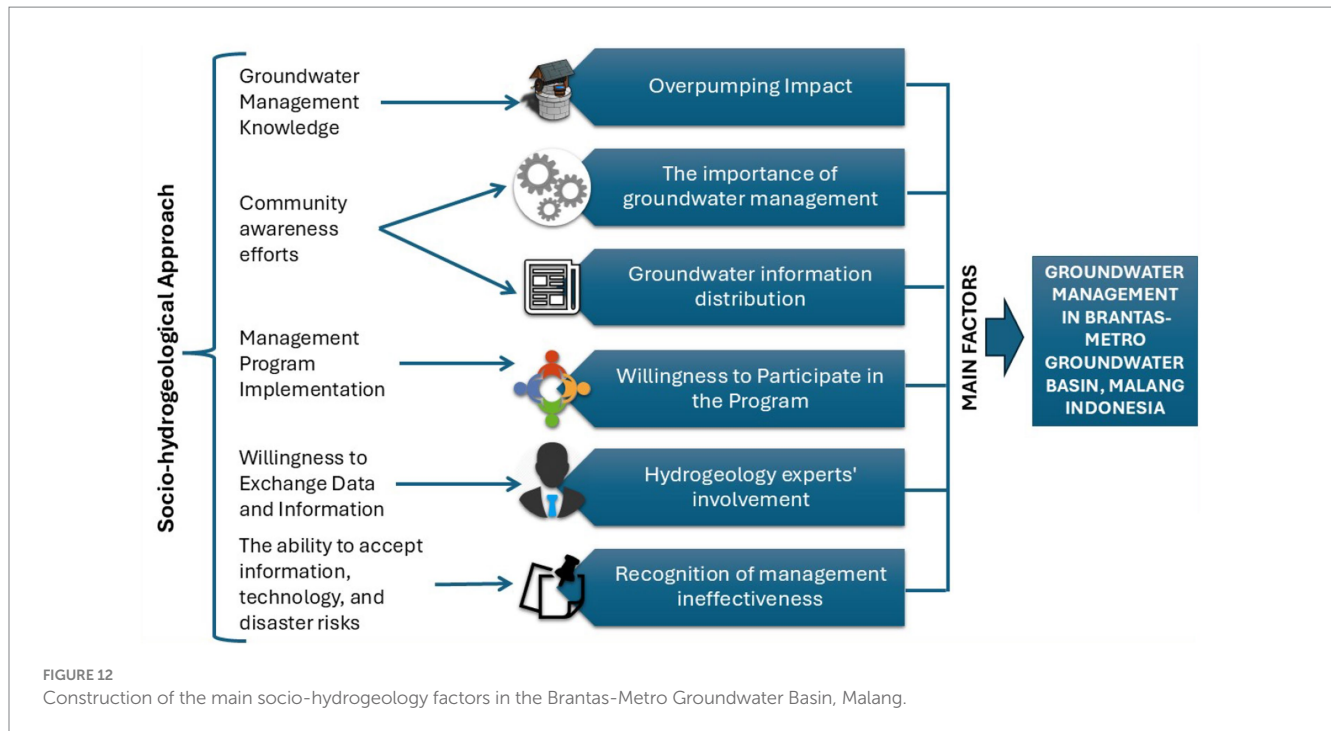 Socio-hydrogeological Approach
Groundwater
Management
Knowledge
Overpumping Impact
Community
awareness
efforts
The importance of
groundwater management
Groundwater information
distribution
Management
Program
Implementation
Willingness to Participate in
the Program
Willingness to
Exchange Data
and Information
Hydrogeology experts'
involvement
The ability to accept
information,
technology, and
disaster risks
Recognition of management
ineffectiveness
MAIN FACTORS
GROUNDWATER
MANAGEMENT
IN BRANTAS-
METRO
GROUNDWATER
BASIN, MALANG
INDONESIA
FIGURE 12
Construction of the main socio-hydrogeology factors in the Brantas-Metro Groundwater Basin, Malang.